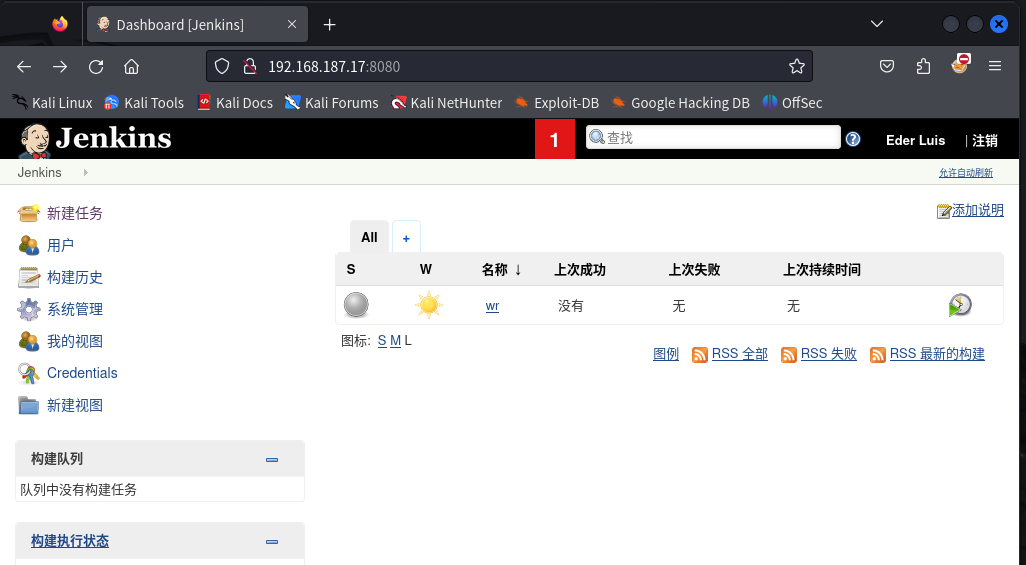 Dashboard [Jenkins]
192.168.187.17:8080
Kali Linux Kali Tools Kali Docs Kali Forums Kali NetHunter Exploit-DB Google Hacking DB OffSec
Jenkins 1 查找 ? Eder Luis | 注销
Jenkins 允许自动刷新
添加说明
新建任务
用户
构建历史
系统管理
我的视图
Credentials
新建视图
构建队列
队列中没有构建任务
构建执行状态
All +
S W 名称 ↓ 上次成功 上次失败 上次持续时间
wr 没有 无 无
图标: S M L
图例 RSS 全部 RSS 失败 RSS 最新的构建